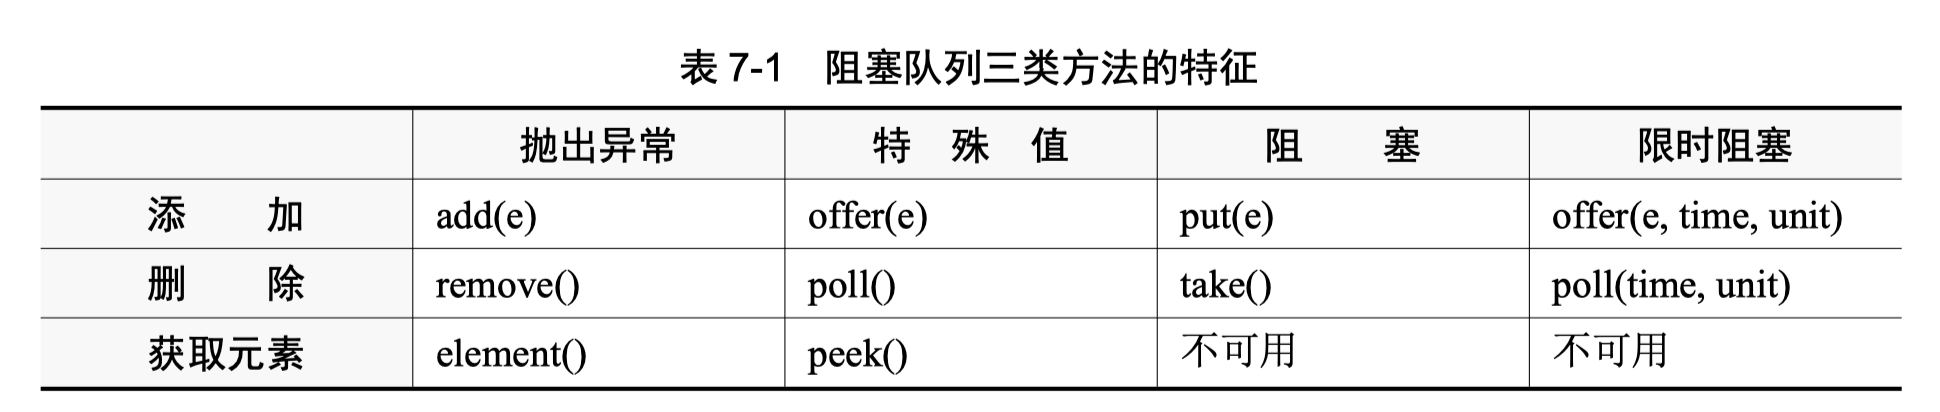 表 7-1 阻塞队列三类方法的特征
抛出异常 特 殊 值 阻 塞 限时阻塞
添 加 add(e) offer(e) put(e) offer(e, time, unit)
删 除 remove() poll() take() poll(time, unit)
获取元素 element() peek() 不可用 不可用